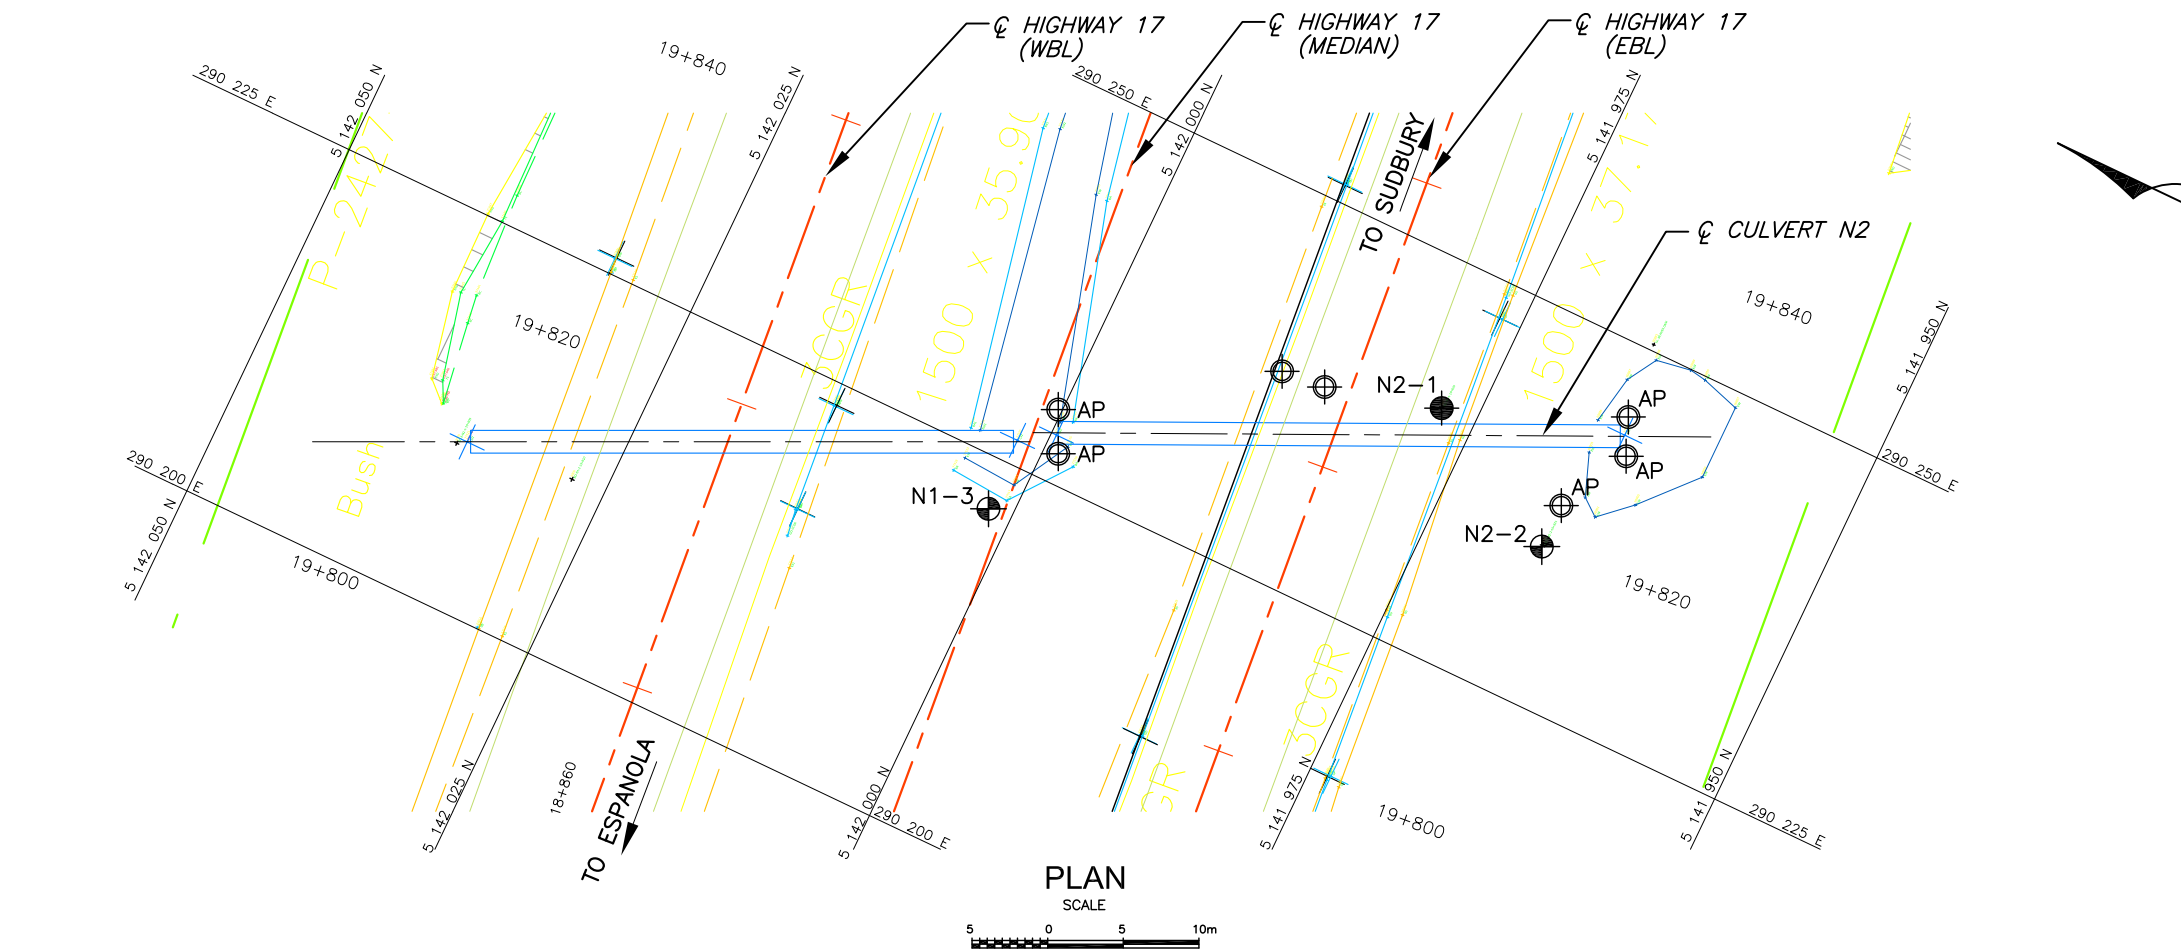 ℄ HIGHWAY 17
(WBL)
℄ HIGHWAY 17
(MEDIAN)
℄ HIGHWAY 17
(EBL)
19+840
290 225 E
5 142 050 N
5 142 025 N
290 250 E
5 142 000 N
5 141 975 N
P-2427
1500 x 35.9
TO SUDBURY
1500 x 37.1
℄ CULVERT N2
19+840
5 141 950 N
19+820
3CGR
N2-1
AP
AP
AP
AP
AP
Bush
290 200 E
5 142 050 N
N1-3
N2-2
290 250 E
19+800
19+820
3CGR
GR
TO ESPANOLA
18+860
5 142 025 N
5 142 000 N
290 200 E
5 141 975 N
19+800
5 141 950 N
290 225 E
PLAN
SCALE
5 0 5 10m